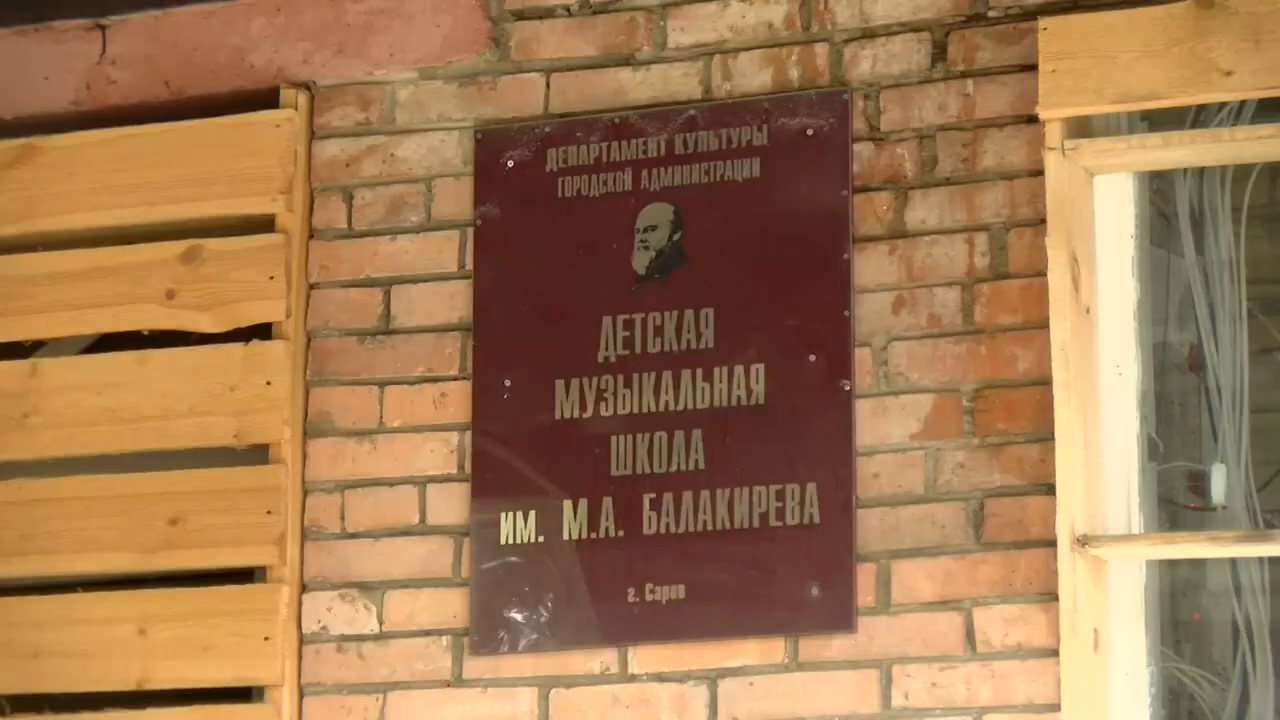 ДЕПАРТАМЕНТ КУЛЬТУРЫ
ГОРОДСКОЙ АДМИНИСТРАЦИИ
ДЕТСКАЯ
МУЗЫКАЛЬНАЯ
ШКОЛА
ИМ. М.А. БАЛАКИРЕВА
г. Саров